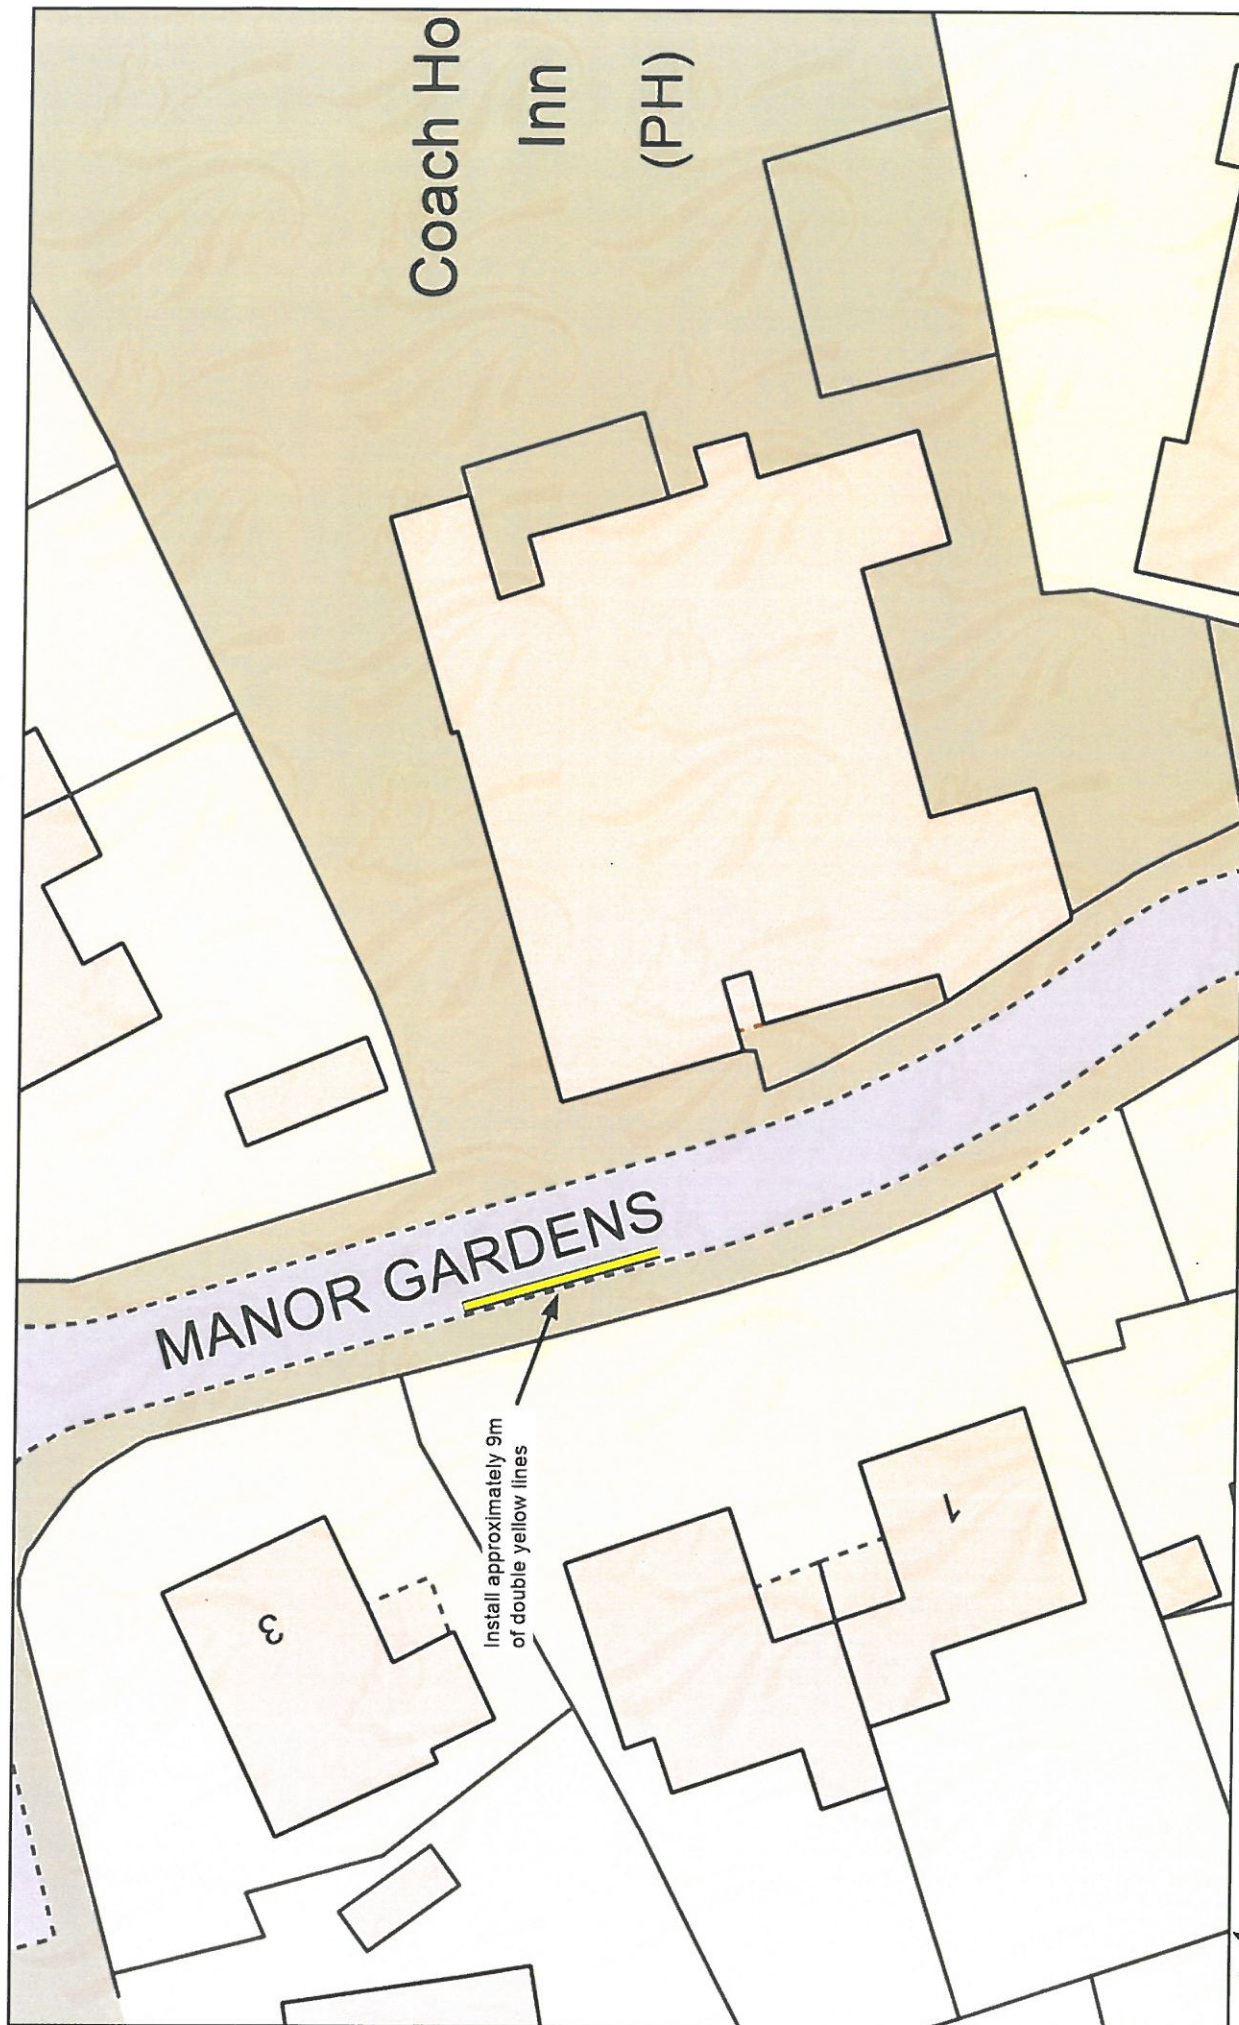 Coach Ho
Inn
(PH)
MANOR GARDENS
Install approximately 9m
of double yellow lines
3
1